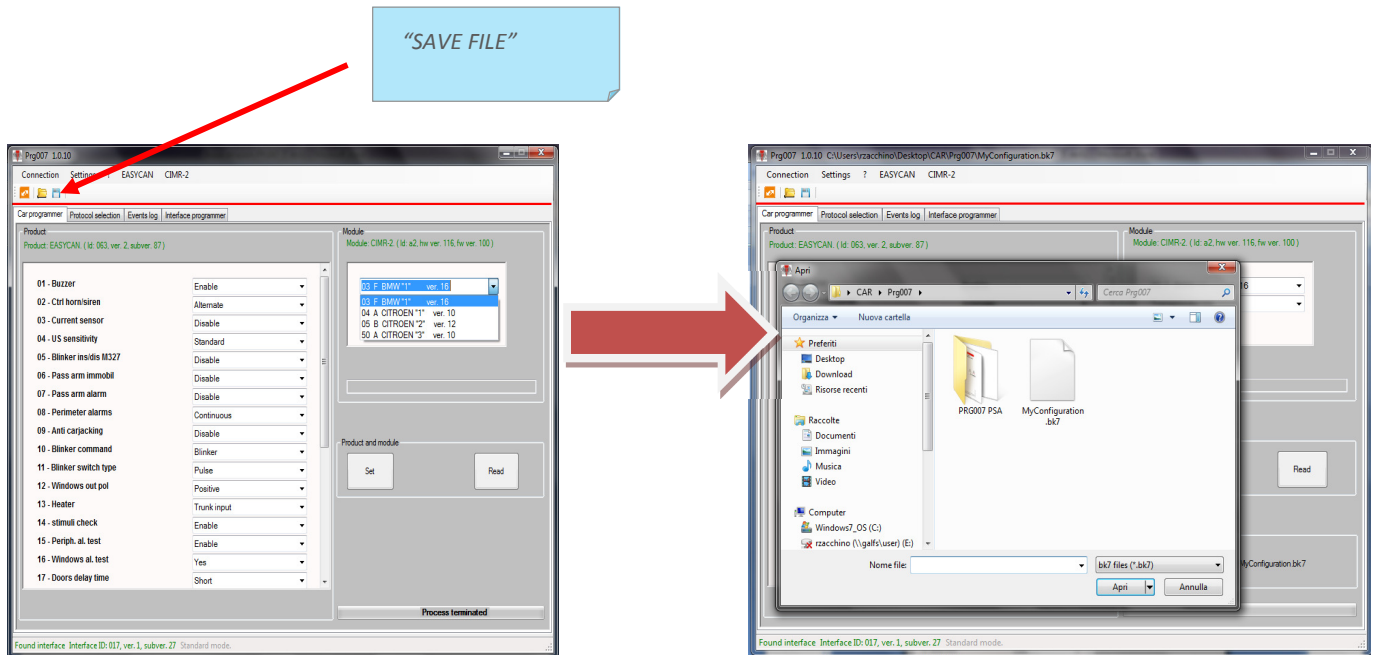 “SAVE FILE”
Prg007 1.0.10
Connection Settings ? EASYCAN CIMR-2
Car programmer Protocol selection Events log Interface programmer
Product
Product: EASYCAN. ( Id: 063, ver. 2, subver. 87 )
01 - Buzzer Enable
02 - Ctrl horn/siren Alternate
03 - Current sensor Disable
04 - US sensitivity Standard
05 - Blinker ins/dis M327 Disable
06 - Pass arm immobil Disable
07 - Pass arm alarm Disable
08 - Perimeter alarms Continuous
09 - Anti carjacking Disable
10 - Blinker command Blinker
11 - Blinker switch type Pulse
12 - Windows out pol Positive
13 - Heater Trunk input
14 - stimuli check Enable
15 - Periph. al. test Enable
16 - Windows al. test Yes
17 - Doors delay time Short
Module
Module: CIMR-2. ( Id: a2, hw ver. 116, fw ver. 100 )
03 F BMW "1" ver. 16
03 F BMW "1" ver. 16
04 A CITROEN "1" ver. 10
05 B CITROEN "2" ver. 12
50 A CITROEN "3" ver. 10
Product and module
Set Read
Process terminated
Found interface Interface ID: 017, ver. 1, subver. 27 Standard mode.
Prg007 1.0.10 C:\Users\rzacchino\Desktop\CAR\Prg007\MyConfiguration.bk7
Connection Settings ? EASYCAN CIMR-2
Car programmer Protocol selection Events log Interface programmer
Product
Product: EASYCAN. ( Id: 063, ver. 2, subver. 87 )
Module
Module: CIMR-2. ( Id: a2, hw ver. 116, fw ver. 100 )
Apri
CAR Prg007
Cerca Prg007
Organizza Nuova cartella
Preferiti
Desktop
Download
Risorse recenti
Raccolte
Documenti
Immagini
Musica
Video
Computer
Windows7_OS (C:)
rzacchino (\\galfs\user) (E:)
PRG007 PSA
MyConfiguration
.bk7
Nome file:
bk7 files (*.bk7)
Apri Annulla
6
Read
MyConfiguration.bk7
Found interface Interface ID: 017, ver. 1, subver. 27 Standard mode.